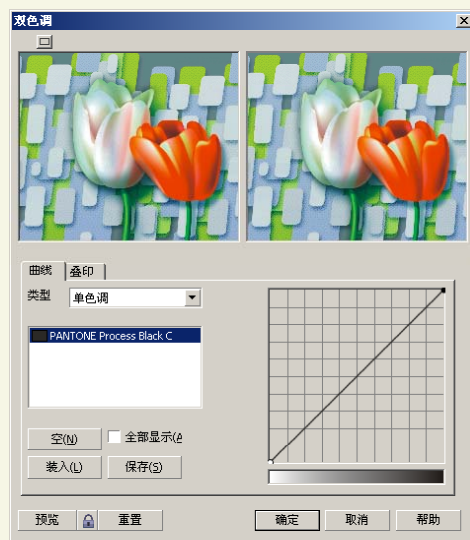 双色调
曲线 叠印
类型 单色调
PANTONE Process Black C
空(N) 全部显示(A
装入(L) 保存(S)
预览 重置 确定 取消 帮助